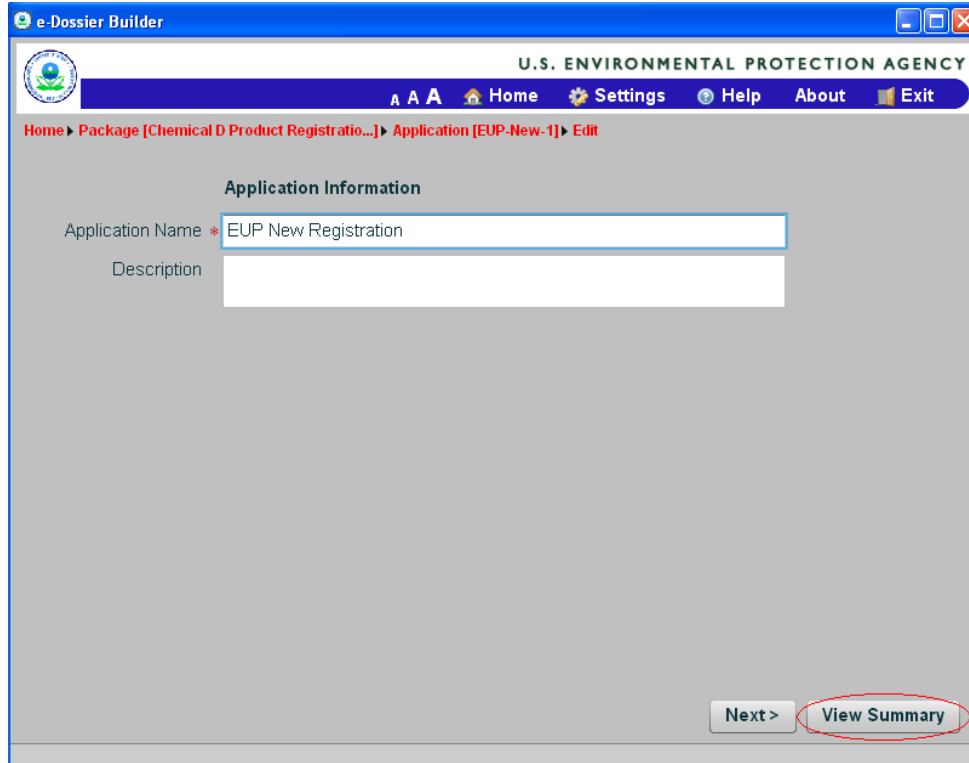 e-Dossier Builder
U.S. ENVIRONMENTAL PROTECTION AGENCY
A A A Home Settings Help About Exit
Home Package [Chemical D Product Registratio...] Application [EUP-New-1] Edit
Application Information
Application Name * EUP New Registration
Description
Next > View Summary